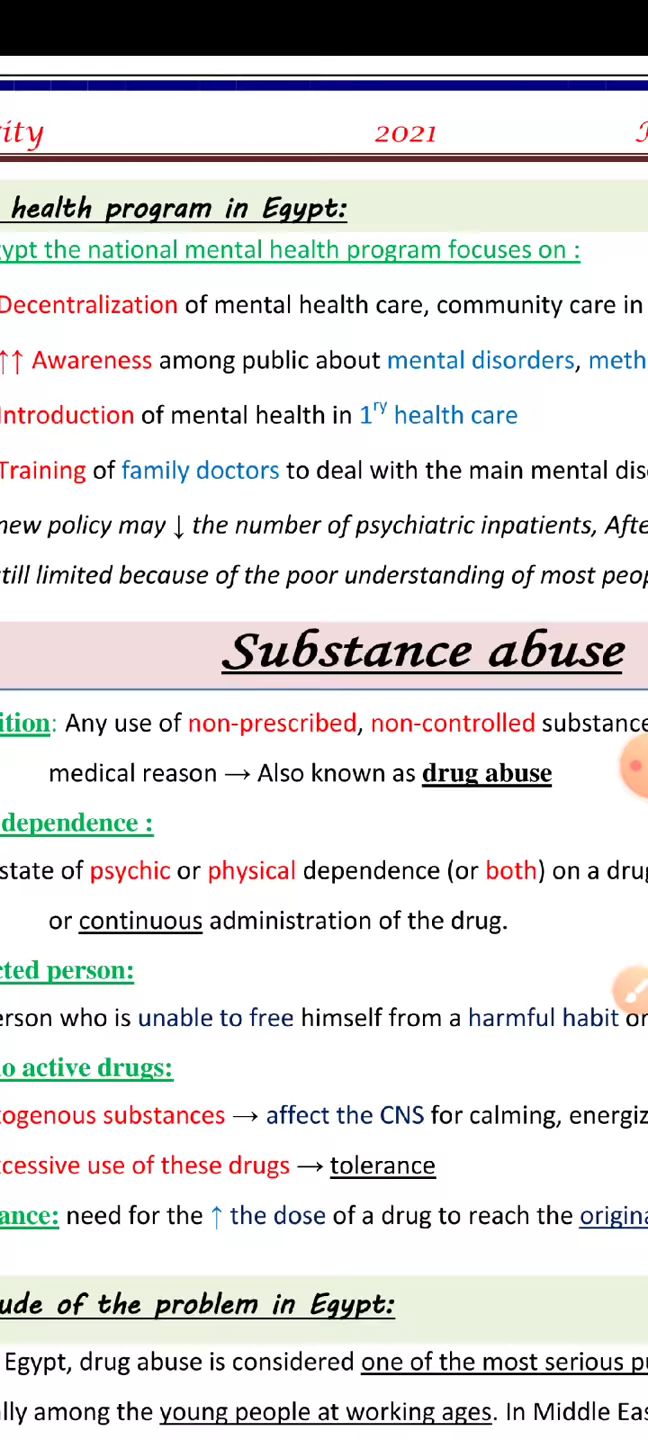 ity 2021
health program in Egypt:
ypt the national mental health program focuses on :
Decentralization of mental health care, community care in
↑↑ Awareness among public about mental disorders, meth
Introduction of mental health in 1ry health care
Training of family doctors to deal with the main mental dis
new policy may ↓ the number of psychiatric inpatients, Afte
still limited because of the poor understanding of most peop
Substance abuse
ition: Any use of non-prescribed, non-controlled substance
medical reason → Also known as drug abuse
dependence :
state of psychic or physical dependence (or both) on a drug
or continuous administration of the drug.
cted person:
erson who is unable to free himself from a harmful habit or
o active drugs:
ogenous substances → affect the CNS for calming, energiz
cessive use of these drugs → tolerance
ance: need for the ↑ the dose of a drug to reach the origina
ude of the problem in Egypt:
Egypt, drug abuse is considered one of the most serious pu
lly among the young people at working ages. In Middle Eas